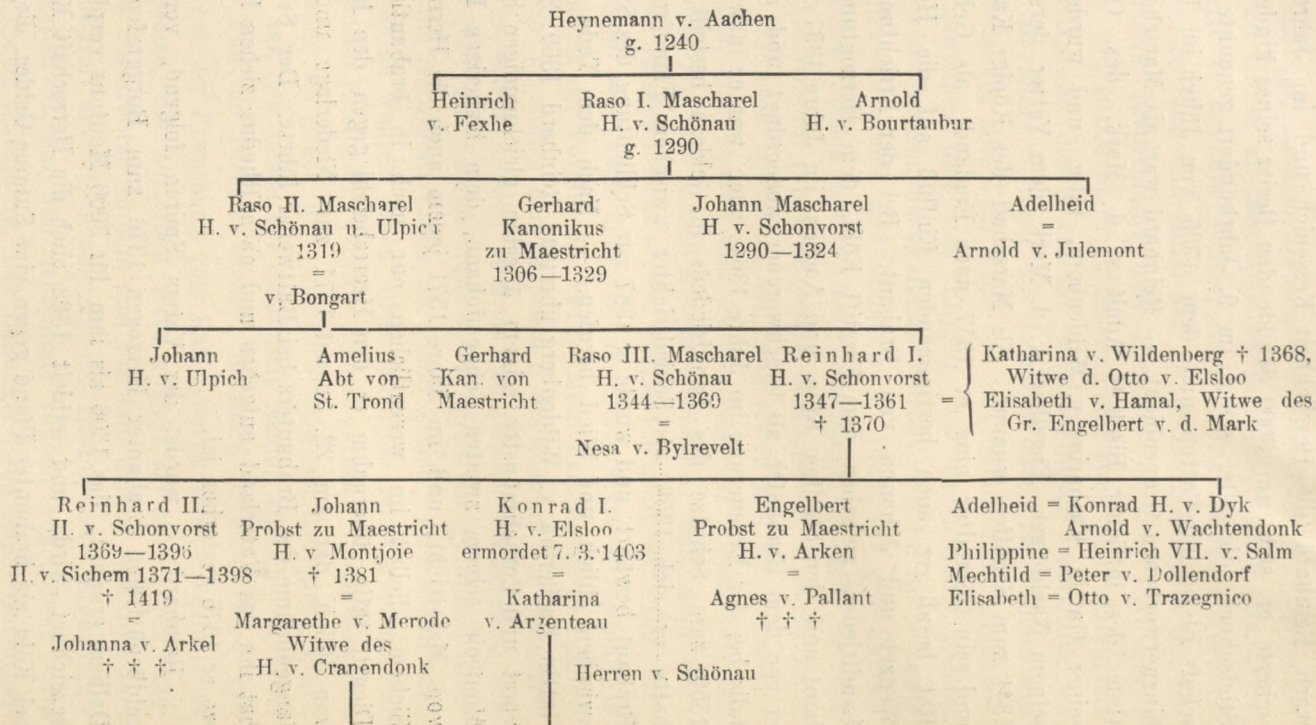 Heynemann v. Aachen
g. 1240
Heinrich
v. Fexhe
Raso I. Mascharel
H. v. Schönau
g. 1290
Arnold
H. v. Bourtaubur
Raso II. Mascharel
H. v. Schönau u. Ulpich
1319
=
v. Bongart
Gerhard
Kanonikus
zu Maestricht
1306—1329
Johann Mascharel
H v. Schonvorst
1290—1324
Adelheid
=
Arnold v. Julemont
Johann
H. v. Ulpich
Amelius
Abt von
St. Trond
Gerhard
Kan. von
Maestricht
Raso III. Mascharel
H. v. Schönau
1344—1369
=
Nesa v. Bylrevelt
Reinhard I.
H. v. Schonvorst
1347—1361
† 1370
= Katharina v. Wildenberg † 1368,
Witwe d. Otto v. Elsloo
Elisabeth v. Hamal, Witwe des
Gr. Engelbert v. d. Mark
Reinhard II.
H. v. Schonvorst
1369—1396
H. v. Sichem 1371—1398
† 1419
=
Johanna v. Arkel
† † †
Johann
Probst zu Maestricht
H. v Montjoie
† 1381
=
Margarethe v. Merode
Witwe des
H. v. Cranendonk
Konrad I.
H. v. Elsloo
ermordet 7. 3. 1403
=
Katharina
v. Argenteau
Herren v. Schönau
Engelbert
Probst zu Maestricht
H. v. Arken
=
Agnes v. Pallant
† † †
Adelheid = Konrad H. v. Dyk
Arnold v. Wachtendonk
Philippine = Heinrich VII. v. Salm
Mechtild = Peter v. Dollendorf
Elisabeth = Otto v. Trazegnico